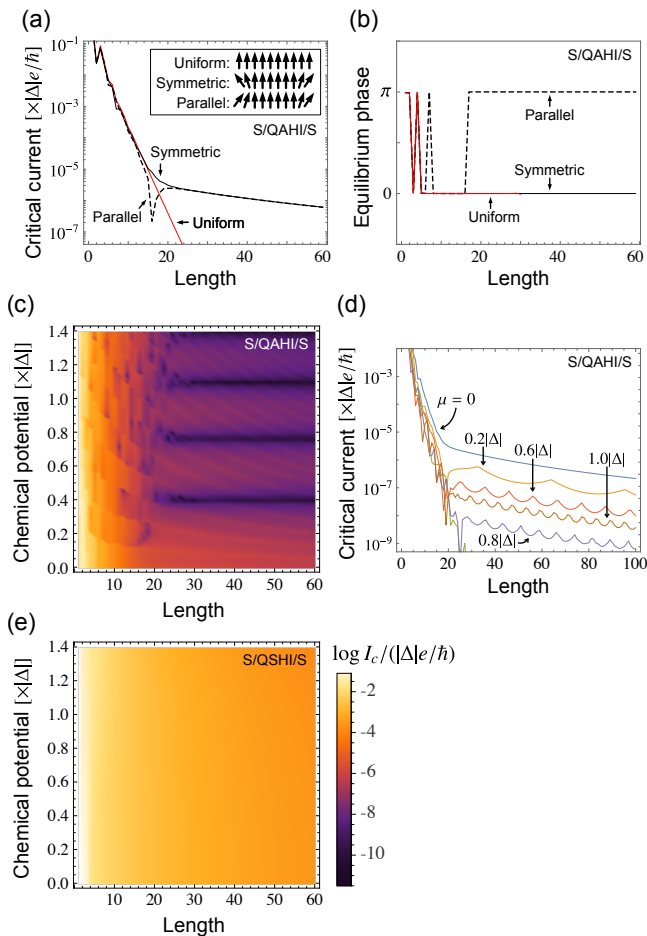 (a)
Critical current [×|Δ|e/ℏ]
10^-1
10^-3
10^-5
10^-7
Uniform:
Symmetric:
Parallel:
S/QAHI/S
Symmetric
Parallel
Uniform
0 20 40 60
Length
(b)
Equilibrium phase
S/QAHI/S
π
0
Parallel
Symmetric
Uniform
0 20 40 60
Length
(c)
Chemical potential [×|Δ|]
1.4
1.2
1.0
0.8
0.6
0.4
0.2
0.0
S/QAHI/S
10 20 30 40 50 60
Length
(d)
Critical current [×|Δ|e/ℏ]
10^-3
10^-5
10^-7
10^-9
S/QAHI/S
μ = 0
0.2|Δ|
0.6|Δ|
1.0|Δ|
0.8|Δ|
0 20 40 60 80 100
Length
(e)
Chemical potential [×|Δ|]
1.4
1.2
1.0
0.8
0.6
0.4
0.2
0.0
S/QSHI/S
10 20 30 40 50 60
Length
log I_c/(|Δ|e/ℏ)
-2
-4
-6
-8
-10